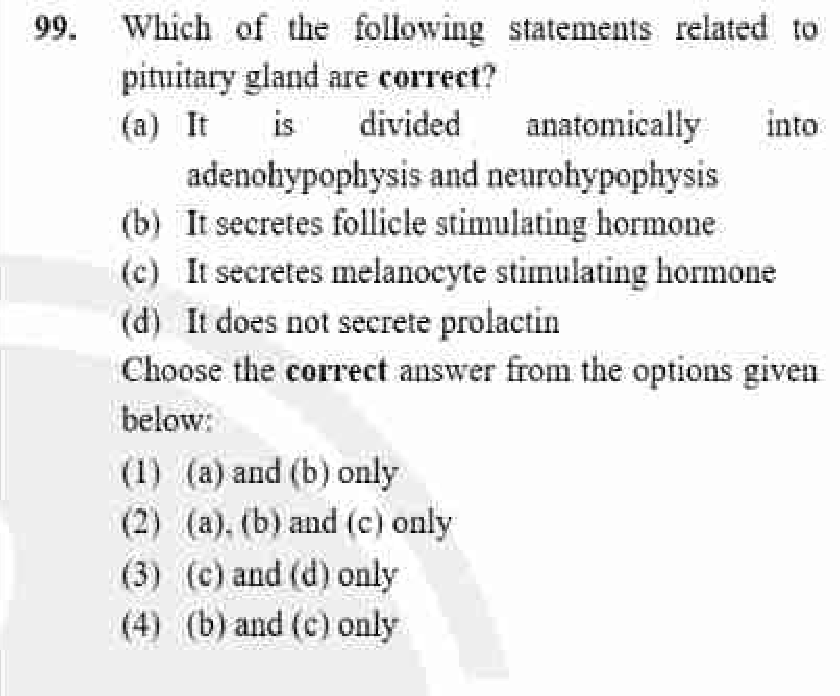 99. Which of the following statements related to
pituitary gland are correct?
(a) It is divided anatomically into
adenohypophysis and neurohypophysis
(b) It secretes follicle stimulating hormone
(c) It secretes melanocyte stimulating hormone
(d) It does not secrete prolactin
Choose the correct answer from the options given
below:
(1) (a) and (b) only
(2) (a), (b) and (c) only
(3) (c) and (d) only
(4) (b) and (c) only